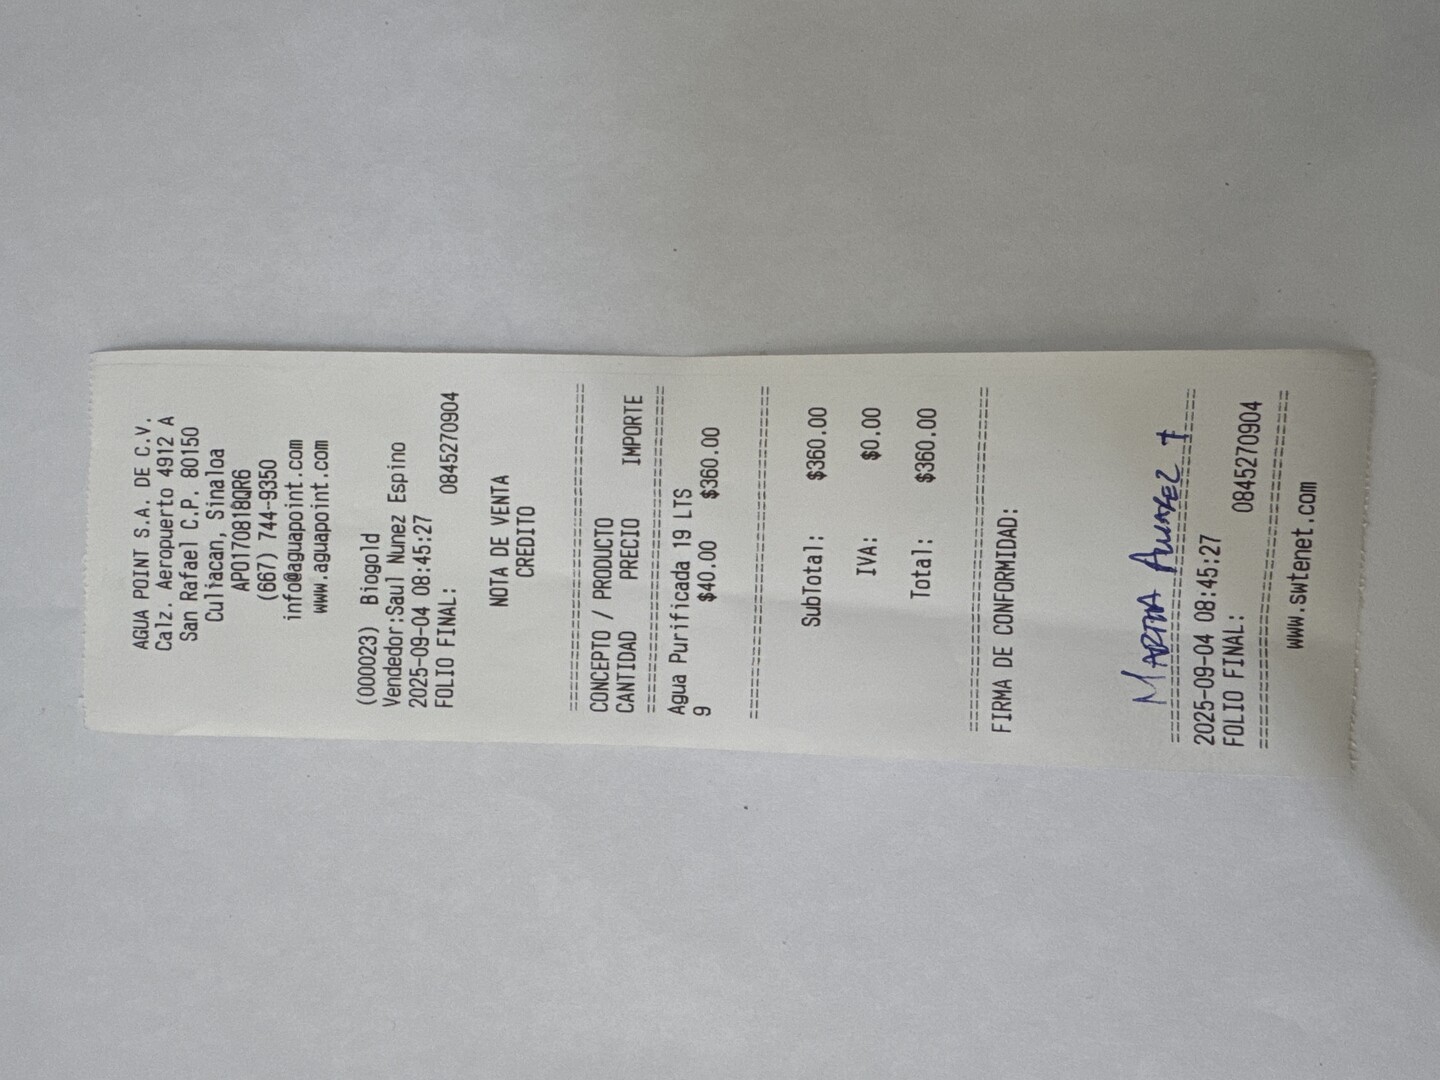 AGUA POINT S.A. DE C.V.
Calz. Aeropuerto 4912 A
San Rafael C.P. 80150
Culiacan, Sinaloa
APO170818QR6
(667) 744-9350
info@aguapoint.com
www.aguapoint.com
(000023) Biogold
Vendedor:Saul Nunez Espino
2025-09-04 08:45:27
FOLIO FINAL: 0845270904
NOTA DE VENTA
CREDITO
==============================
CONCEPTO / PRODUCTO
CANTIDAD PRECIO IMPORTE
==============================
Agua Purificada 19 LTS
9 $40.00 $360.00
==============================
SubTotal: $360.00
IVA: $0.00
Total: $360.00
==============================
FIRMA DE CONFORMIDAD:
MARTHA
==============================
2025-09-04 08:45:27
FOLIO FINAL: 0845270904
==============================
www.swtenet.com